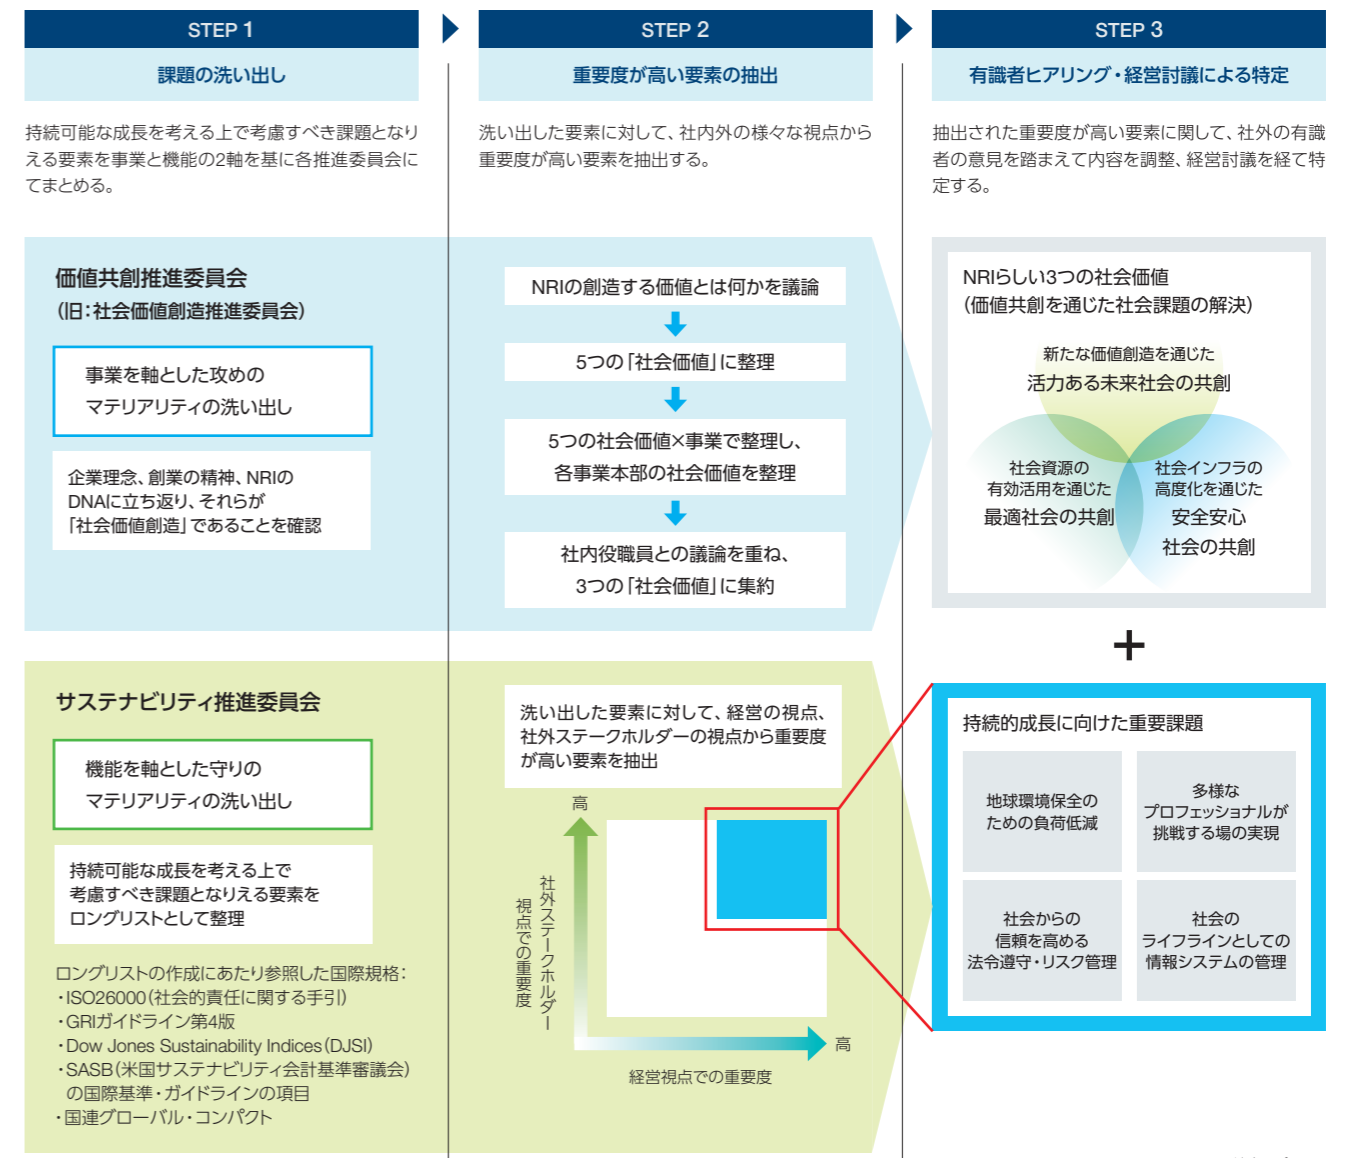 STEP 1
課題の洗い出し
持続可能な成長を考える上で考慮すべき課題となり
える要素を事業と機能の2軸を基に各推進委員会に
てまとめる。
STEP 2
重要度が高い要素の抽出
洗い出した要素に対して、社内外の様々な視点から
重要度が高い要素を抽出する。
STEP 3
有識者ヒアリング・経営討議による特定
抽出された重要度が高い要素に関して、社外の有識
者の意見を踏まえて内容を調整、経営討議を経て特
定する。
価値共創推進委員会
（旧：社会価値創造推進委員会）
事業を軸とした攻めの
マテリアリティの洗い出し
企業理念、創業の精神、NRIの
DNAに立ち返り、それらが
「社会価値創造」であることを確認
NRIの創造する価値とは何かを議論
5つの「社会価値」に整理
5つの社会価値×事業で整理し、
各事業本部の社会価値を整理
社内役職員との議論を重ね、
3つの「社会価値」に集約
NRIらしい3つの社会価値
（価値共創を通じた社会課題の解決）
新たな価値創造を通じた
活力ある未来社会の共創
社会資源の
有効活用を通じた
最適社会の共創
社会インフラの
高度化を通じた
安全安心
社会の共創
+
サステナビリティ推進委員会
機能を軸とした守りの
マテリアリティの洗い出し
持続可能な成長を考える上で
考慮すべき課題となりえる要素を
ロングリストとして整理
ロングリストの作成にあたり参照した国際規格：
・ISO26000（社会的責任に関する手引）
・GRIガイドライン第4版
・Dow Jones Sustainability Indices（DJSI）
・SASB（米国サステナビリティ会計基準審議会）
の国際基準・ガイドラインの項目
・国連グローバル・コンパクト
洗い出した要素に対して、経営の視点、
社外ステークホルダーの視点から重要度
が高い要素を抽出
高
社外ステークホルダー
視点での重要度
高
経営視点での重要度
持続的成長に向けた重要課題
地球環境保全の
ための負荷低減
多様な
プロフェッショナルが
挑戦する場の実現
社会からの
信頼を高める
法令遵守・リスク管理
社会の
ライフラインとしての
情報システムの管理